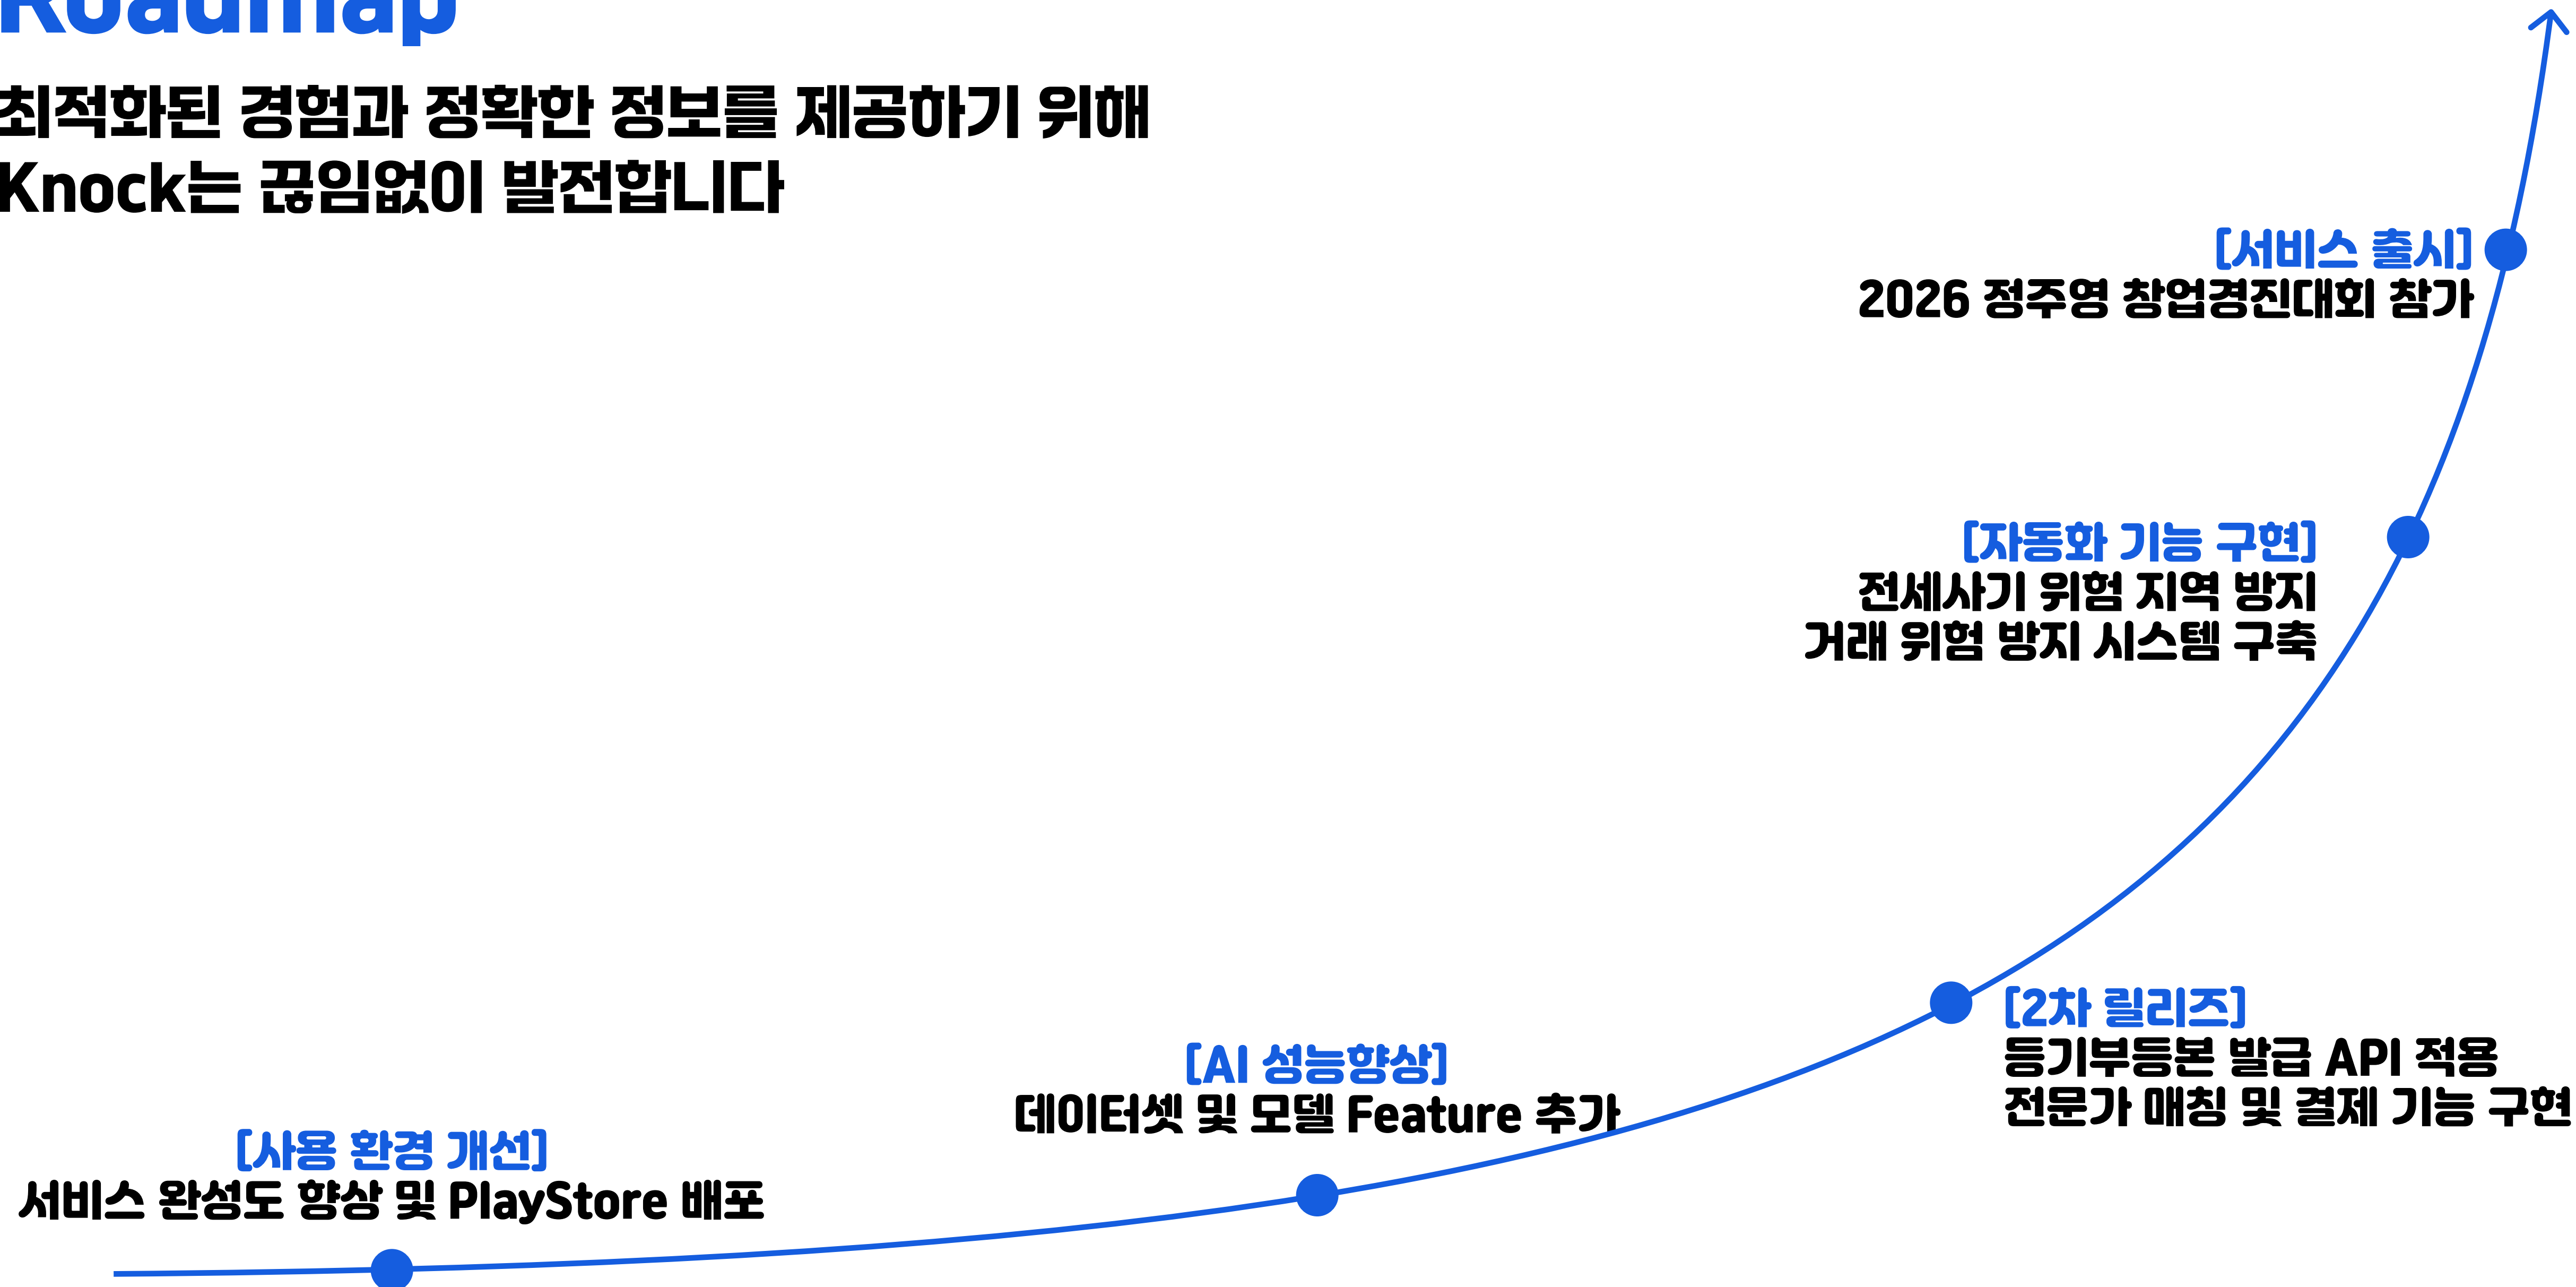 Roadmap
최적화된 경험과 정확한 정보를 제공하기 위해
Knock는 끊임없이 발전합니다
[서비스 출시]
2026 정주영 창업경진대회 참가
[자동화 기능 구현]
전세사기 위험 지역 방지
거래 위험 방지 시스템 구축
[2차 릴리즈]
등기부등본 발급 API 적용
전문가 매칭 및 결제 기능 구현
[AI 성능향상]
데이터셋 및 모델 Feature 추가
[사용 환경 개선]
서비스 완성도 향상 및 PlayStore 배포